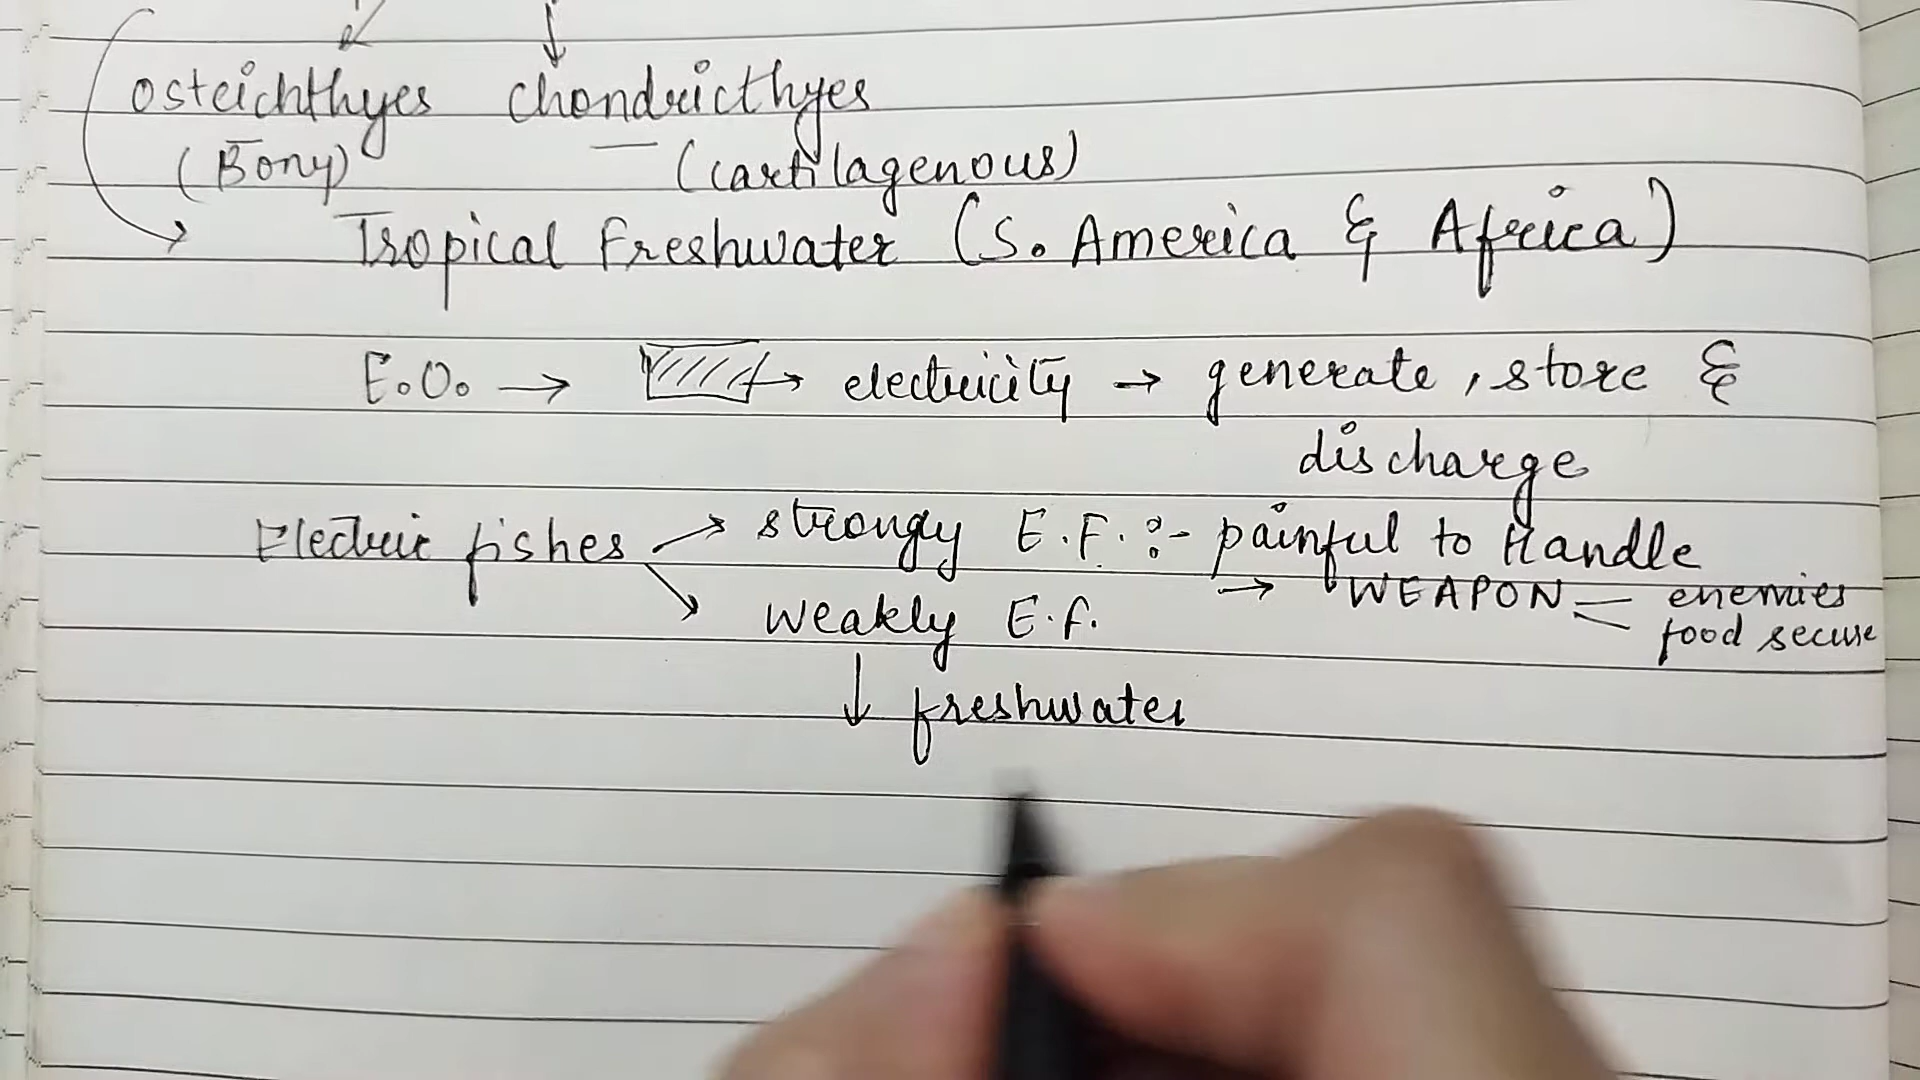 Osteichthyes chondricthyes
(Bony) — (cartilagenous)
→ Tropical Freshwater (S. America & Africa)
E.O. → → electricity → generate, store &
discharge
Electric fishes → strongy E.F. :- painful to Handle
→ WEAPON enemies
food secure
→ weakly E.f.
↓ freshwater